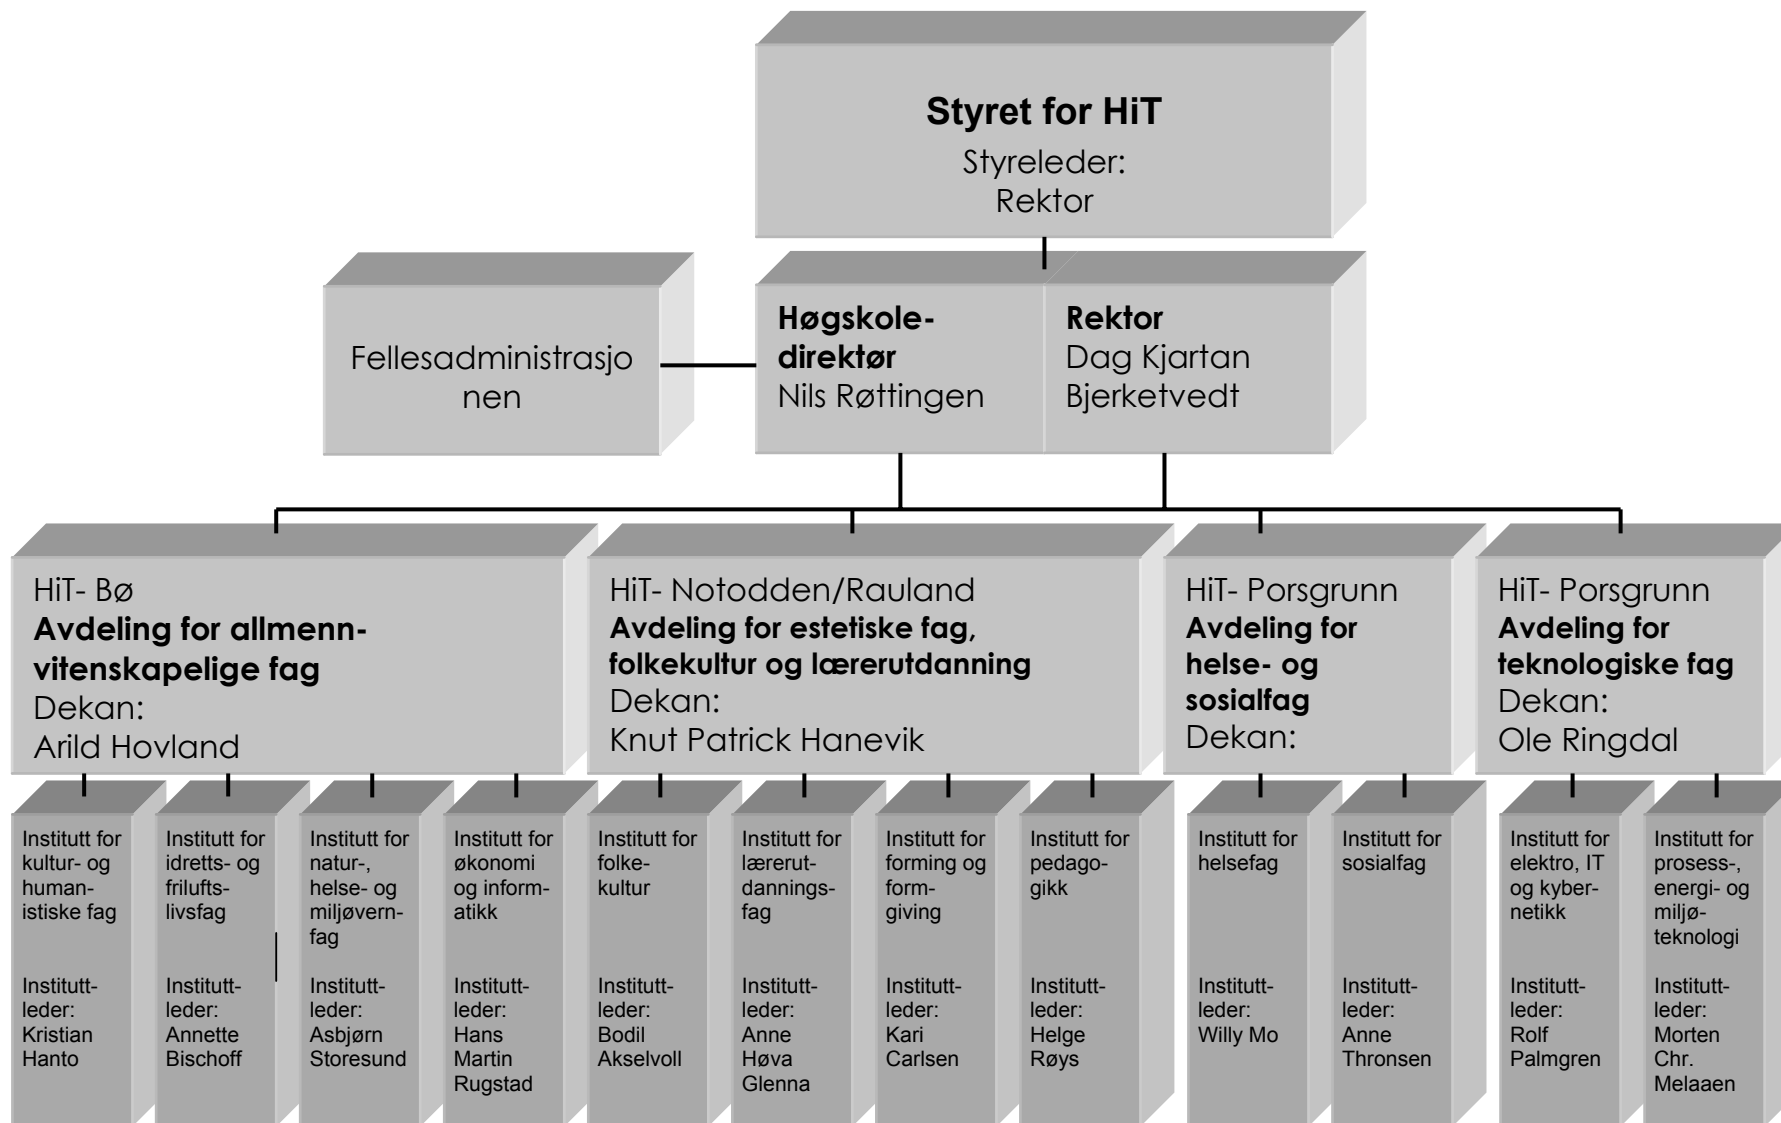 Styret for HiT
Styreleder:
Rektor
Fellesadministrasjo
nen
Høgskole-
direktør
Nils Røttingen
Rektor
Dag Kjartan
Bjerketvedt
HiT- Bø
Avdeling for allmenn-
vitenskapelige fag
Dekan:
Arild Hovland
HiT- Notodden/Rauland
Avdeling for estetiske fag,
folkekultur og lærerutdanning
Dekan:
Knut Patrick Hanevik
HiT- Porsgrunn
Avdeling for
helse- og
sosialfag
Dekan:
HiT- Porsgrunn
Avdeling for
teknologiske fag
Dekan:
Ole Ringdal
Institutt for
kultur- og
human-
istiske fag
Institutt-
leder:
Kristian
Hanto
Institutt for
idretts- og
frilufts-
livsfag
Institutt-
leder:
Annette
Bischoff
Institutt for
natur-,
helse- og
miljøvern-
fag
Institutt-
leder:
Asbjørn
Storesund
Institutt for
økonomi
og inform-
atikk
Institutt-
leder:
Hans
Martin
Rugstad
Institutt for
folke-
kultur
Institutt-
leder:
Bodil
Akselvoll
Institutt for
lærerut-
dannings-
fag
Institutt-
leder:
Anne
Høva
Glenna
Institutt for
forming og
form-
giving
Institutt-
leder:
Kari
Carlsen
Institutt for
pedago-
gikk
Institutt-
leder:
Helge
Røys
Institutt for
helsefag
Institutt-
leder:
Willy Mo
Institutt for
sosialfag
Institutt-
leder:
Anne
Thronsen
Institutt for
elektro, IT
og kyber-
netikk
Institutt-
leder:
Rolf
Palmgren
Institutt for
prosess-,
energi- og
miljø-
teknologi
Institutt-
leder:
Morten
Chr.
Melaaen